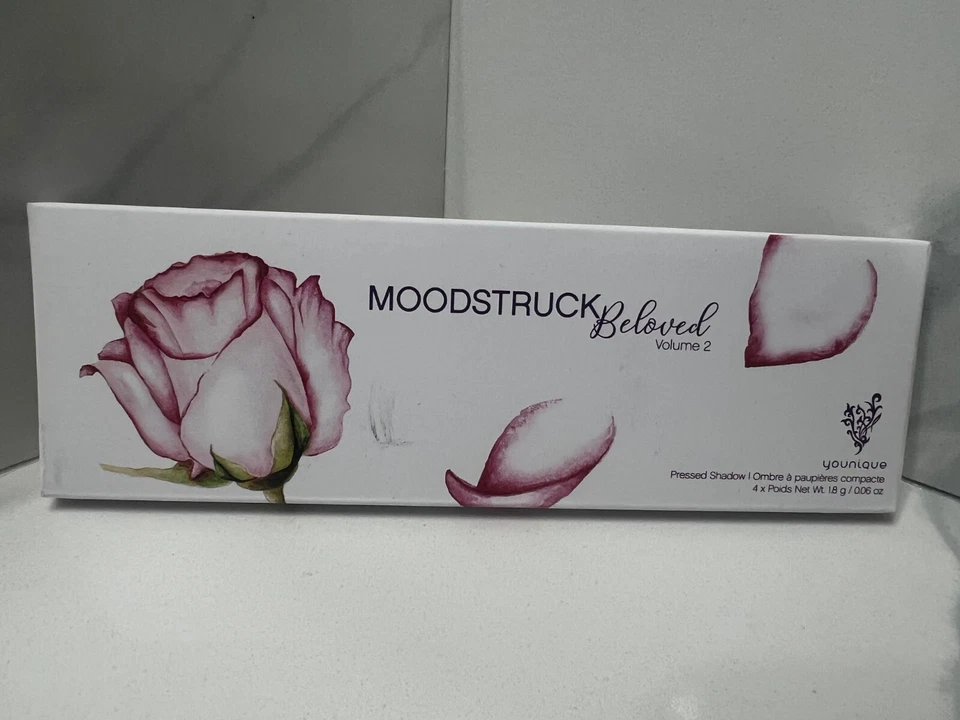 MOODSTRUCK Beloved
Volume 2
younique
Pressed Shadow | Ombre à paupières compacte
4 x Poids Net Wt. 1.8 g / 0.06 oz